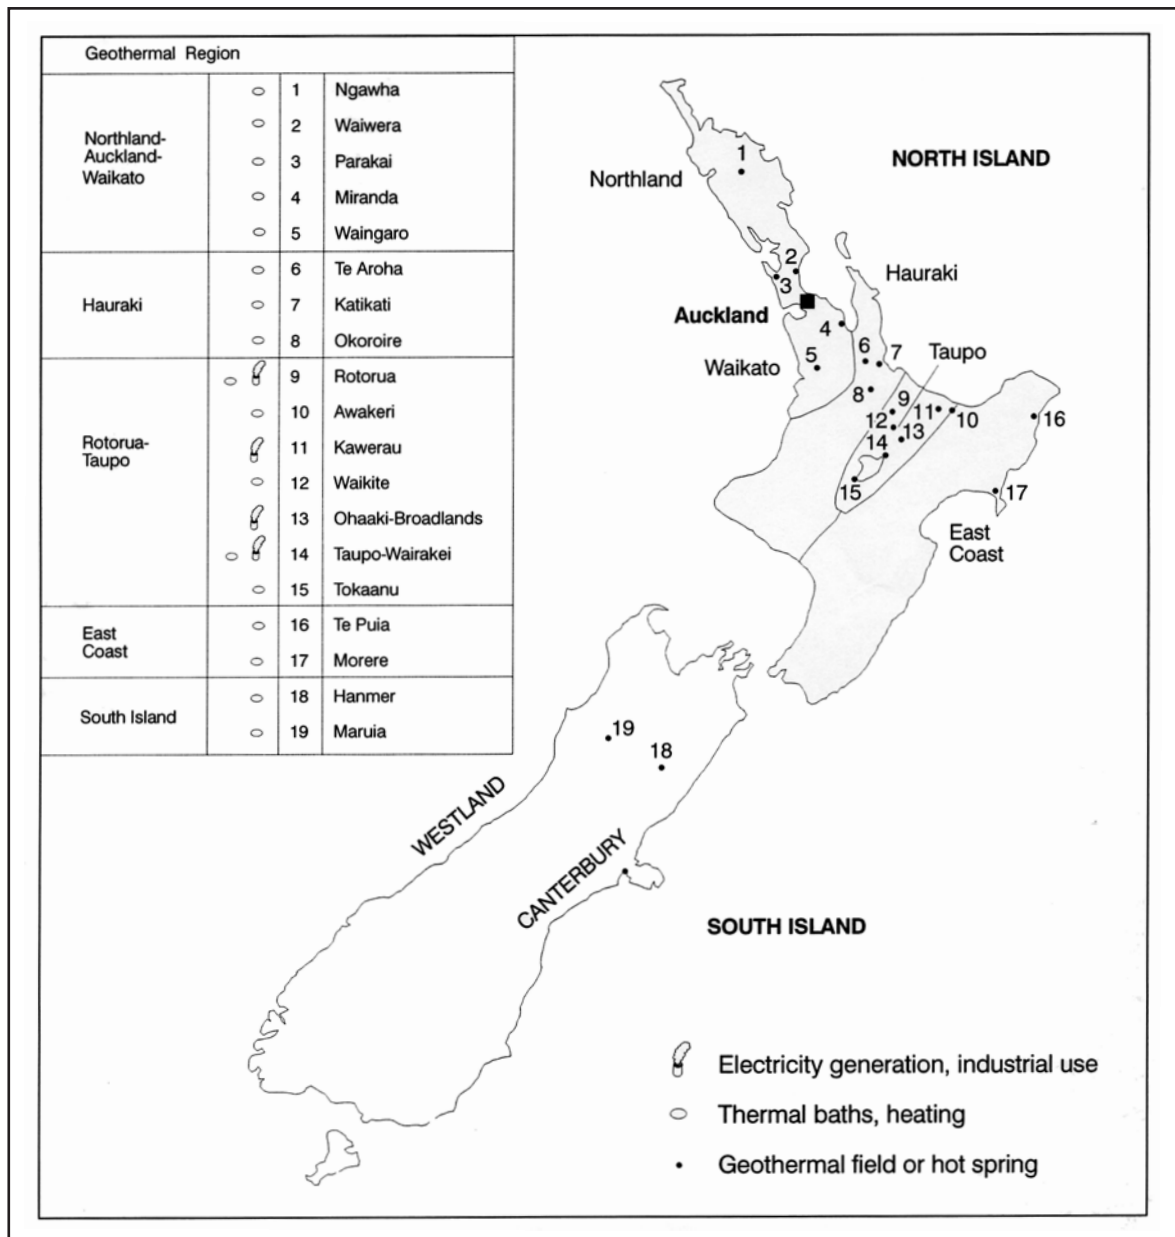 Geothermal Region
Northland-
Auckland-
Waikato
1 Ngawha
2 Waiwera
3 Parakai
4 Miranda
5 Waingaro
Hauraki
6 Te Aroha
7 Katikati
8 Okoroire
Rotorua-
Taupo
9 Rotorua
10 Awakeri
11 Kawerau
12 Waikite
13 Ohaaki-Broadlands
14 Taupo-Wairakei
15 Tokaanu
East
Coast
16 Te Puia
17 Morere
South Island
18 Hanmer
19 Maruia
NORTH ISLAND
1
Northland
2
3
Hauraki
Auckland
4
Waikato
5
6
7
Taupo
8
9
12
11
10
16
13
14
15
17
East
Coast
19
18
WESTLAND
CANTERBURY
SOUTH ISLAND
Electricity generation, industrial use
Thermal baths, heating
Geothermal field or hot spring